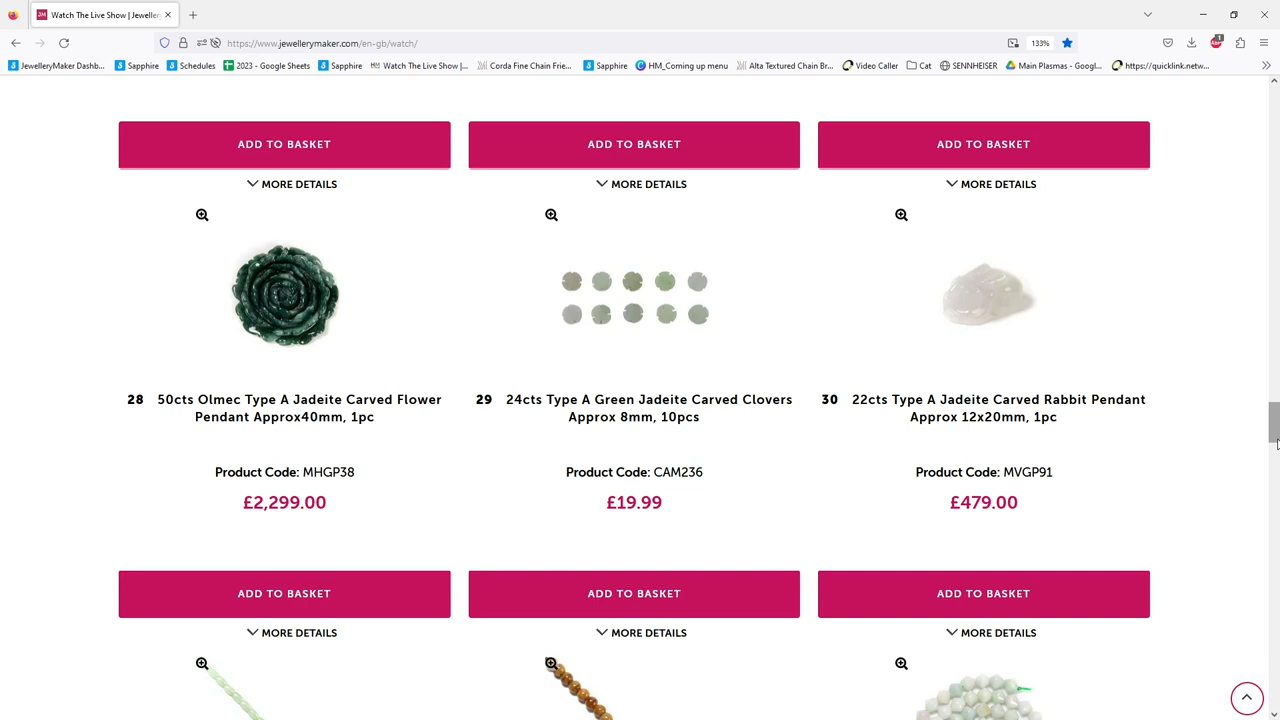 Watch The Live Show | Jeweller
https://www.jewellerymaker.com/en-gb/watch/
133%
1
JewelleryMaker Dashb...
Sapphire
Schedules
2023 - Google Sheets
Sapphire
Watch The Live Show |...
Corda Fine Chain Frie...
Sapphire
HM_Coming up menu
Alta Textured Chain Br...
Video Caller
Cat
SENNHEISER
Main Plasmas - Googl...
https://quicklink.netw...
ADD TO BASKET
ADD TO BASKET
ADD TO BASKET
MORE DETAILS
MORE DETAILS
MORE DETAILS
28 50cts Olmec Type A Jadeite Carved Flower
Pendant Approx40mm, 1pc
Product Code: MHGP38
£2,299.00
29 24cts Type A Green Jadeite Carved Clovers
Approx 8mm, 10pcs
Product Code: CAM236
£19.99
30 22cts Type A Jadeite Carved Rabbit Pendant
Approx 12x20mm, 1pc
Product Code: MVGP91
£479.00
ADD TO BASKET
ADD TO BASKET
ADD TO BASKET
MORE DETAILS
MORE DETAILS
MORE DETAILS